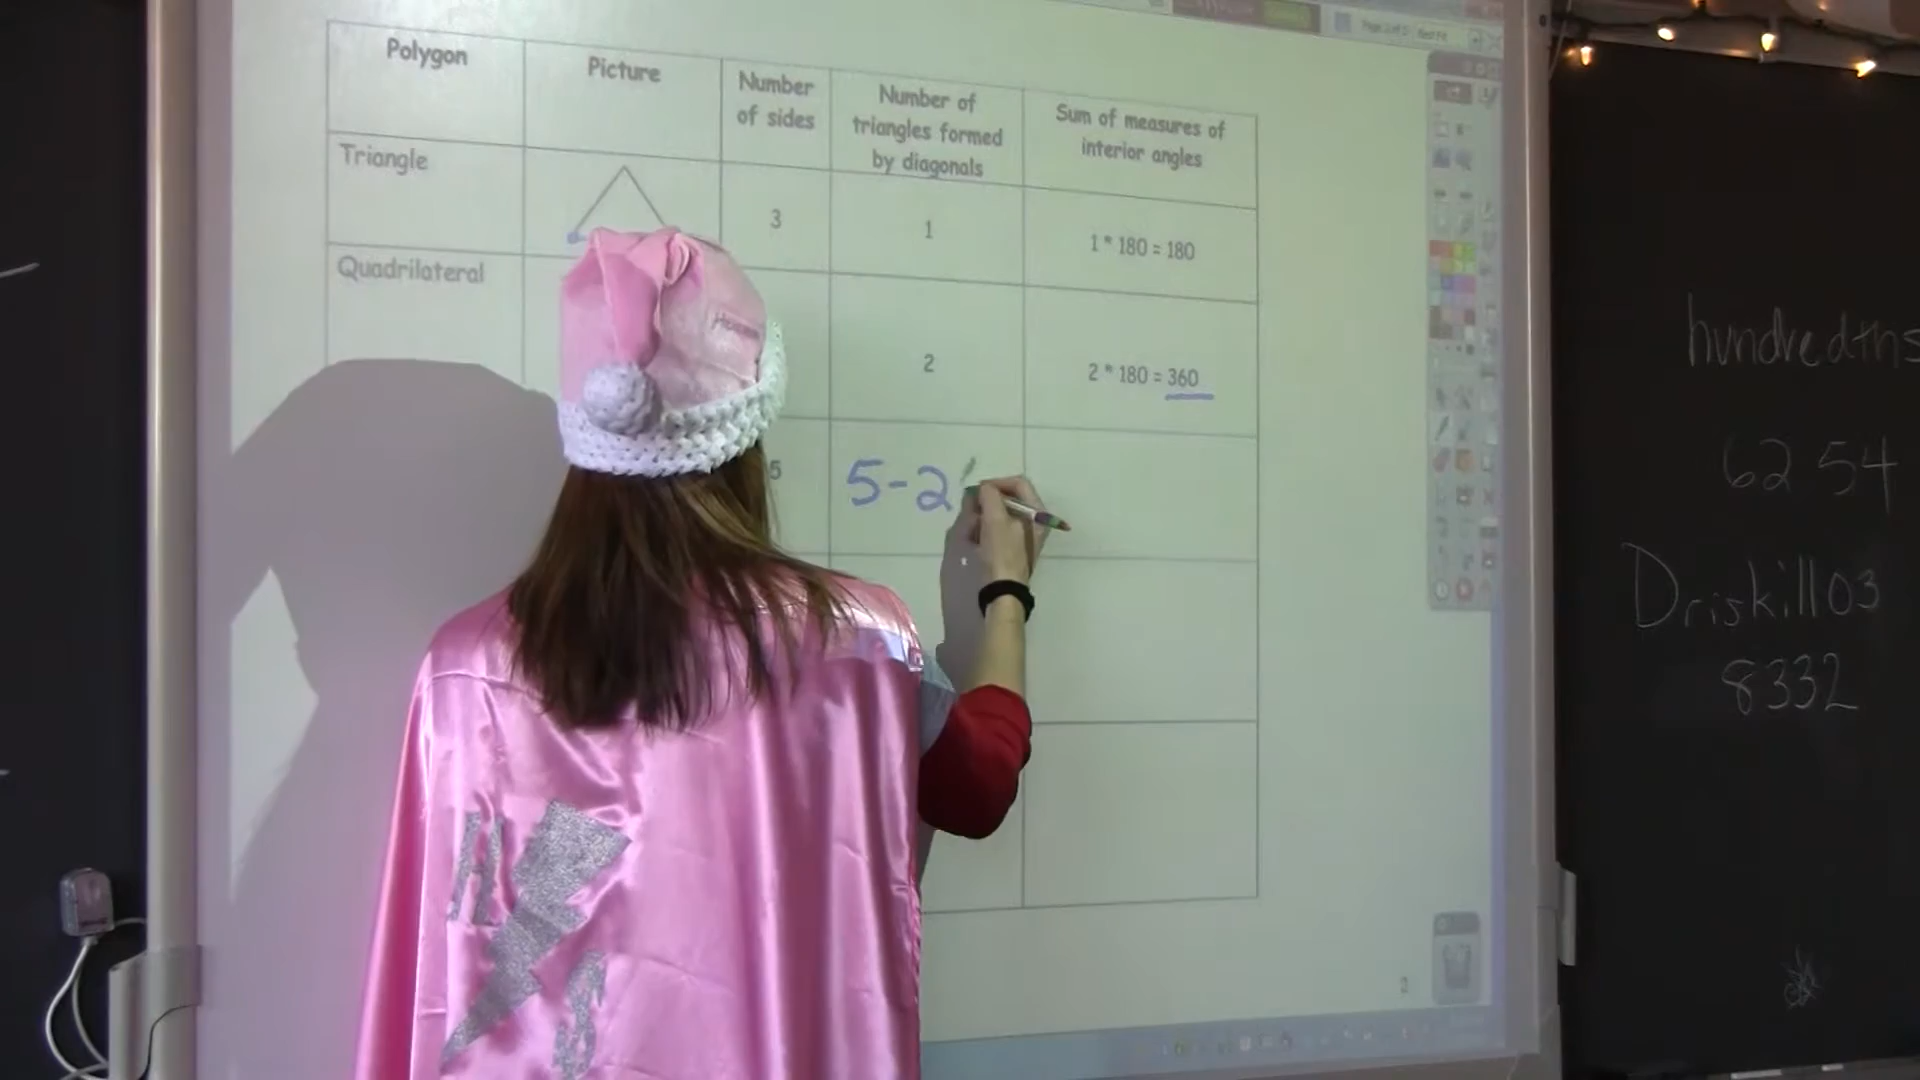 Polygon
Picture
Number
of sides
Number of
triangles formed
by diagonals
Sum of measures of
interior angles
Triangle
3
1
1 * 180 = 180
Quadrilateral
2
2 * 180 = 360
5
5-2
hundredths
62 54
Driskill03
8332
2
H